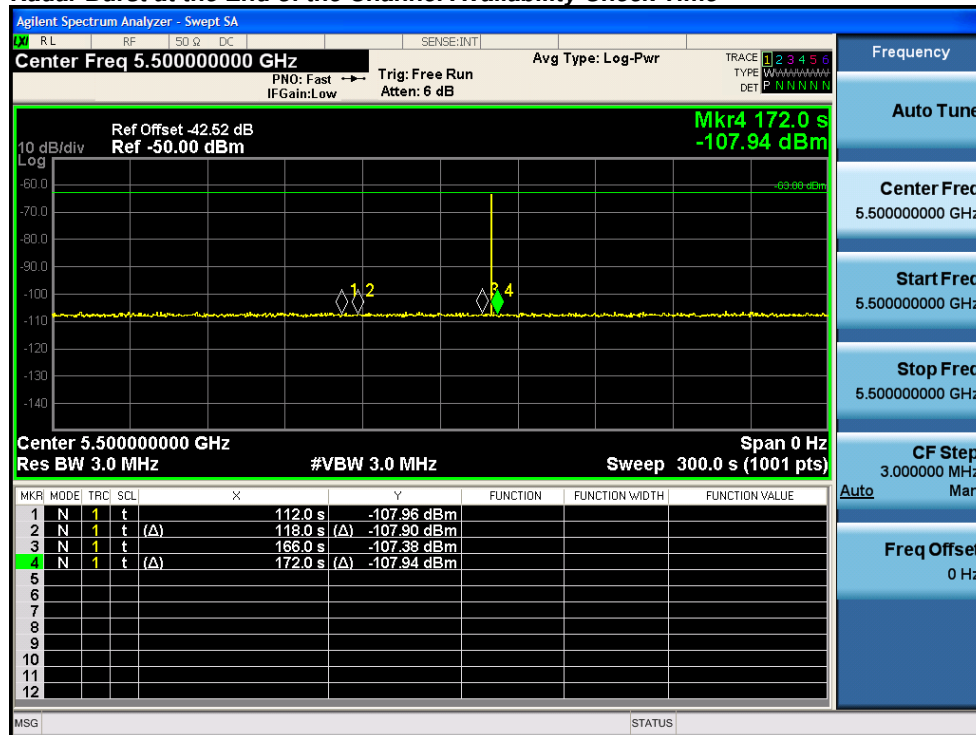 Radar Burst at the End of the Channel Availability Check Time
Agilent Spectrum Analyzer - Swept SA
LXI RL RF 50 Ω DC SENSE:INT
Center Freq 5.500000000 GHz
PNO: Fast
IFGain:Low
Trig: Free Run
Atten: 6 dB
Avg Type: Log-Pwr
TRACE 1 2 3 4 5 6
TYPE WWWWWW
DET P N N N N N
Ref Offset -42.52 dB
10 dB/div Ref -50.00 dBm
Log
Mkr4 172.0 s
-107.94 dBm
-60.0
-63.00 dBm
-70.0
-80.0
-90.0
-100
1 2 3 4
-110
-120
-130
-140
Center 5.500000000 GHz Span 0 Hz
Res BW 3.0 MHz #VBW 3.0 MHz Sweep 300.0 s (1001 pts)
MKR MODE TRC SCL X Y FUNCTION FUNCTION WIDTH FUNCTION VALUE
1 N 1 t 112.0 s -107.96 dBm
2 N 1 t (Δ) 118.0 s (Δ) -107.90 dBm
3 N 1 t 166.0 s -107.38 dBm
4 N 1 t (Δ) 172.0 s (Δ) -107.94 dBm
5
6
7
8
9
10
11
12
MSG STATUS
Frequency
Auto Tune
Center Freq
5.500000000 GHz
Start Freq
5.500000000 GHz
Stop Freq
5.500000000 GHz
CF Step
3.000000 MHz
Auto Man
Freq Offset
0 Hz